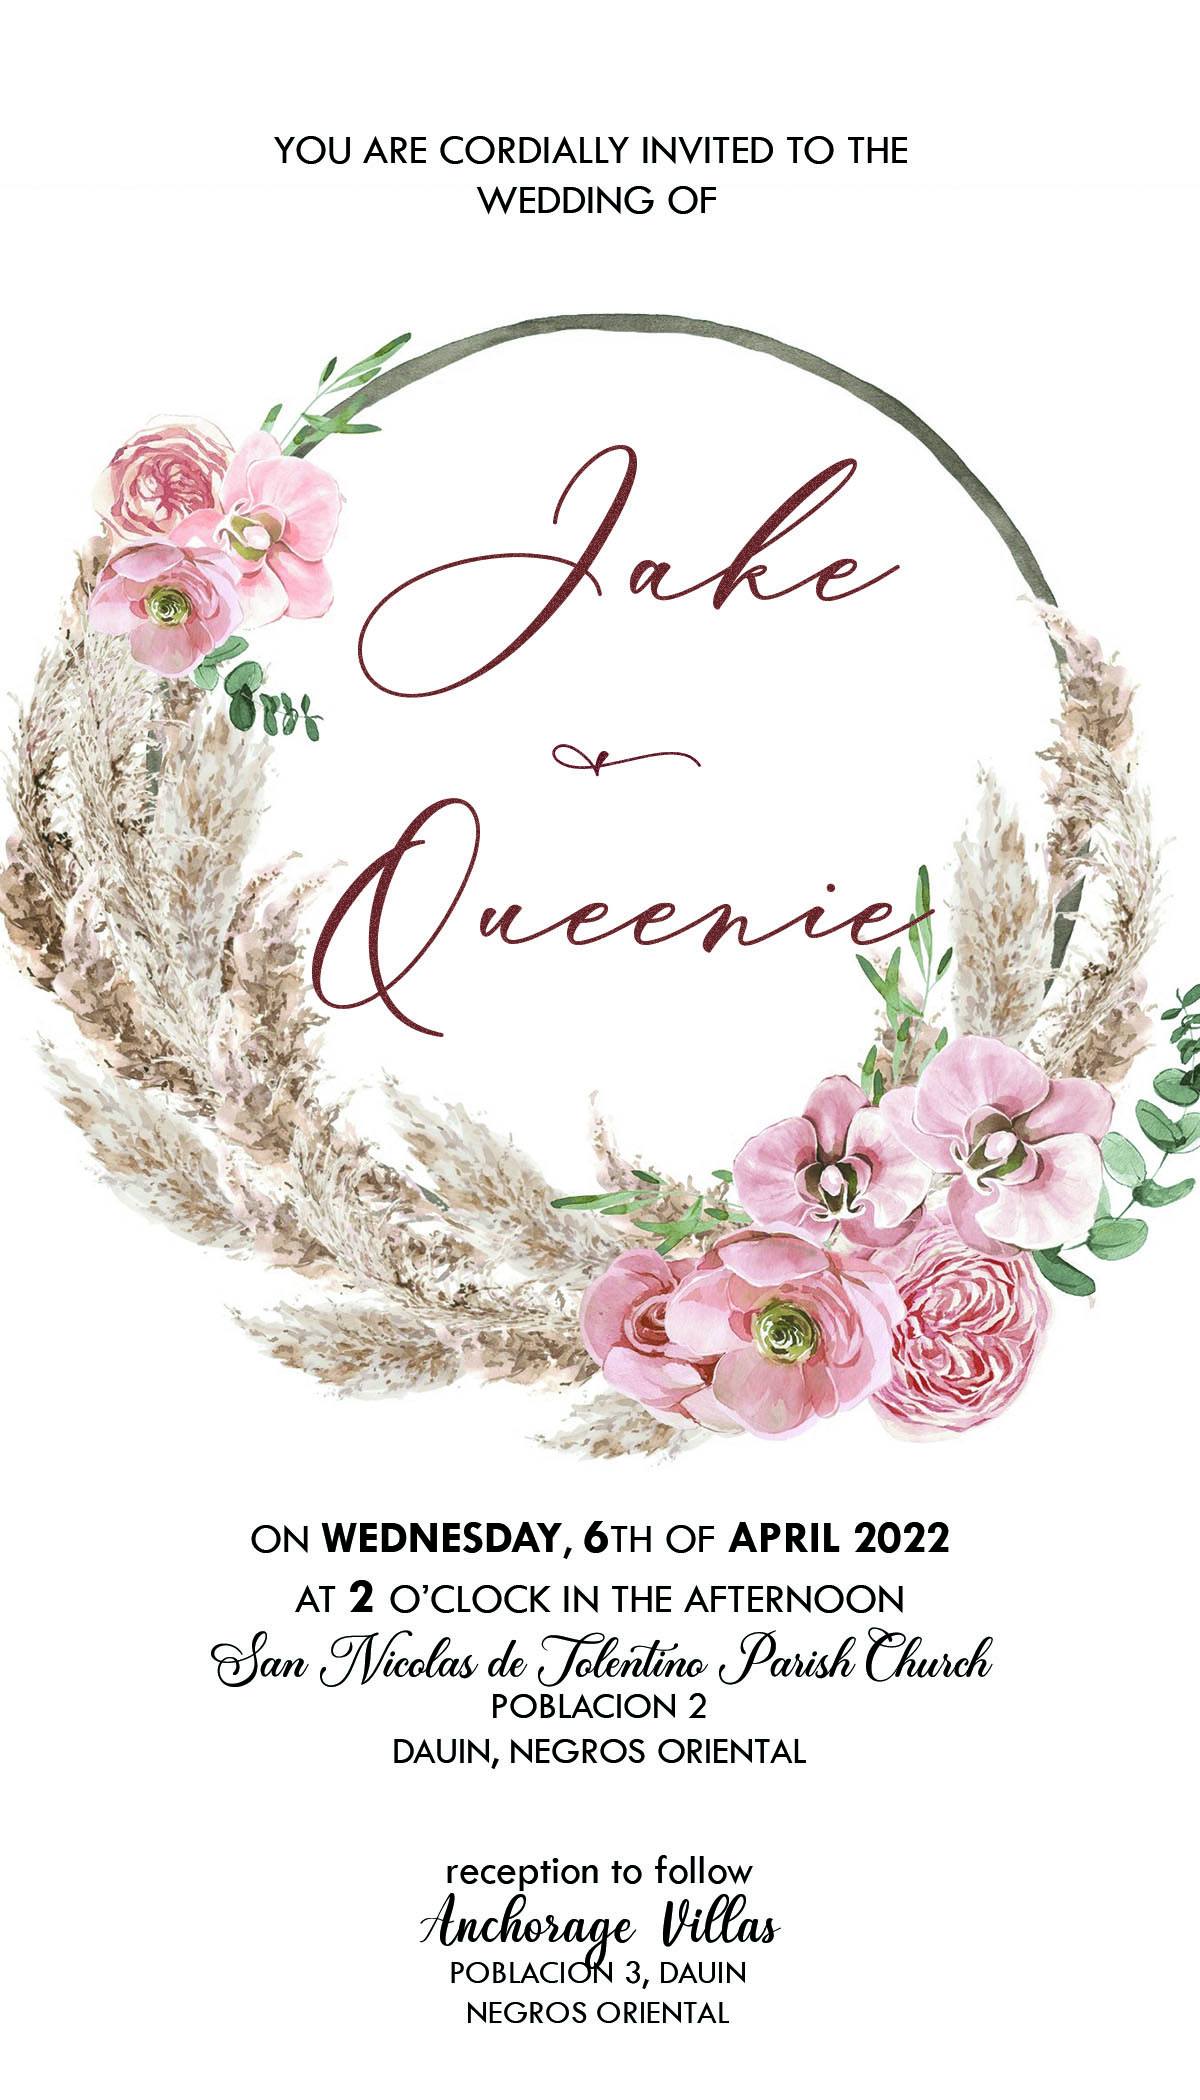 YOU ARE CORDIALLY INVITED TO THE
WEDDING OF
Jake
Queenie
ON WEDNESDAY, 6TH OF APRIL 2022
AT 2 O'CLOCK IN THE AFTERNOON
San Nicolas de Tolentino Parish Church
POBLACION 2
DAUIN, NEGROS ORIENTAL
reception to follow
Anchorage Villas
POBLACION 3, DAUIN
NEGROS ORIENTAL